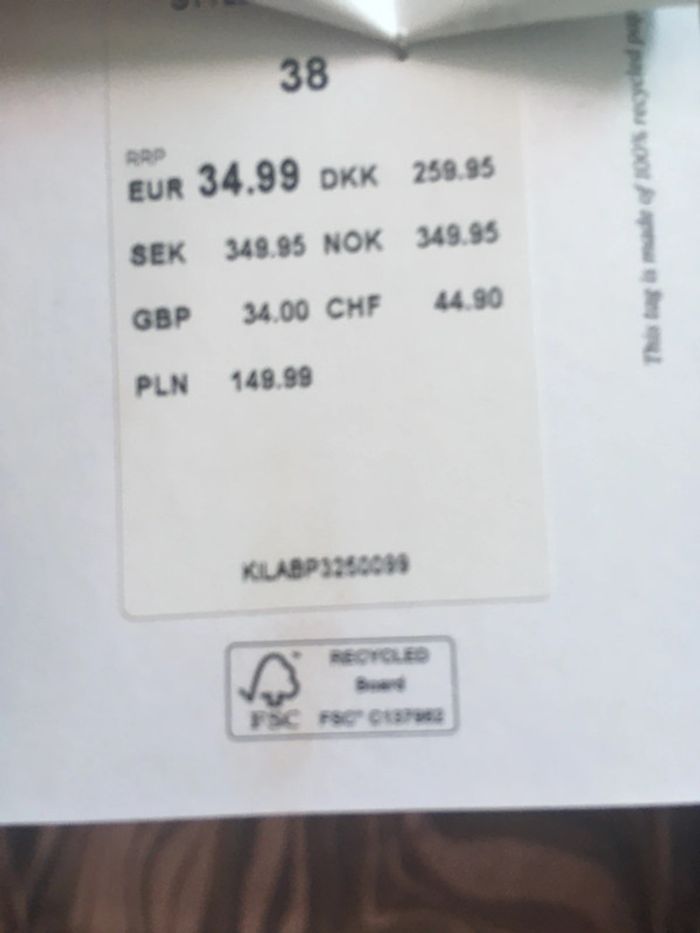 38
RRP
EUR 34.99 DKK 259.95
SEK 349.95 NOK 349.95
GBP 34.00 CHF 44.90
PLN 149.99
KILABP3250099
RECYCLED
Board
FSC FSC® C137982
This tag is made of 100% recycled